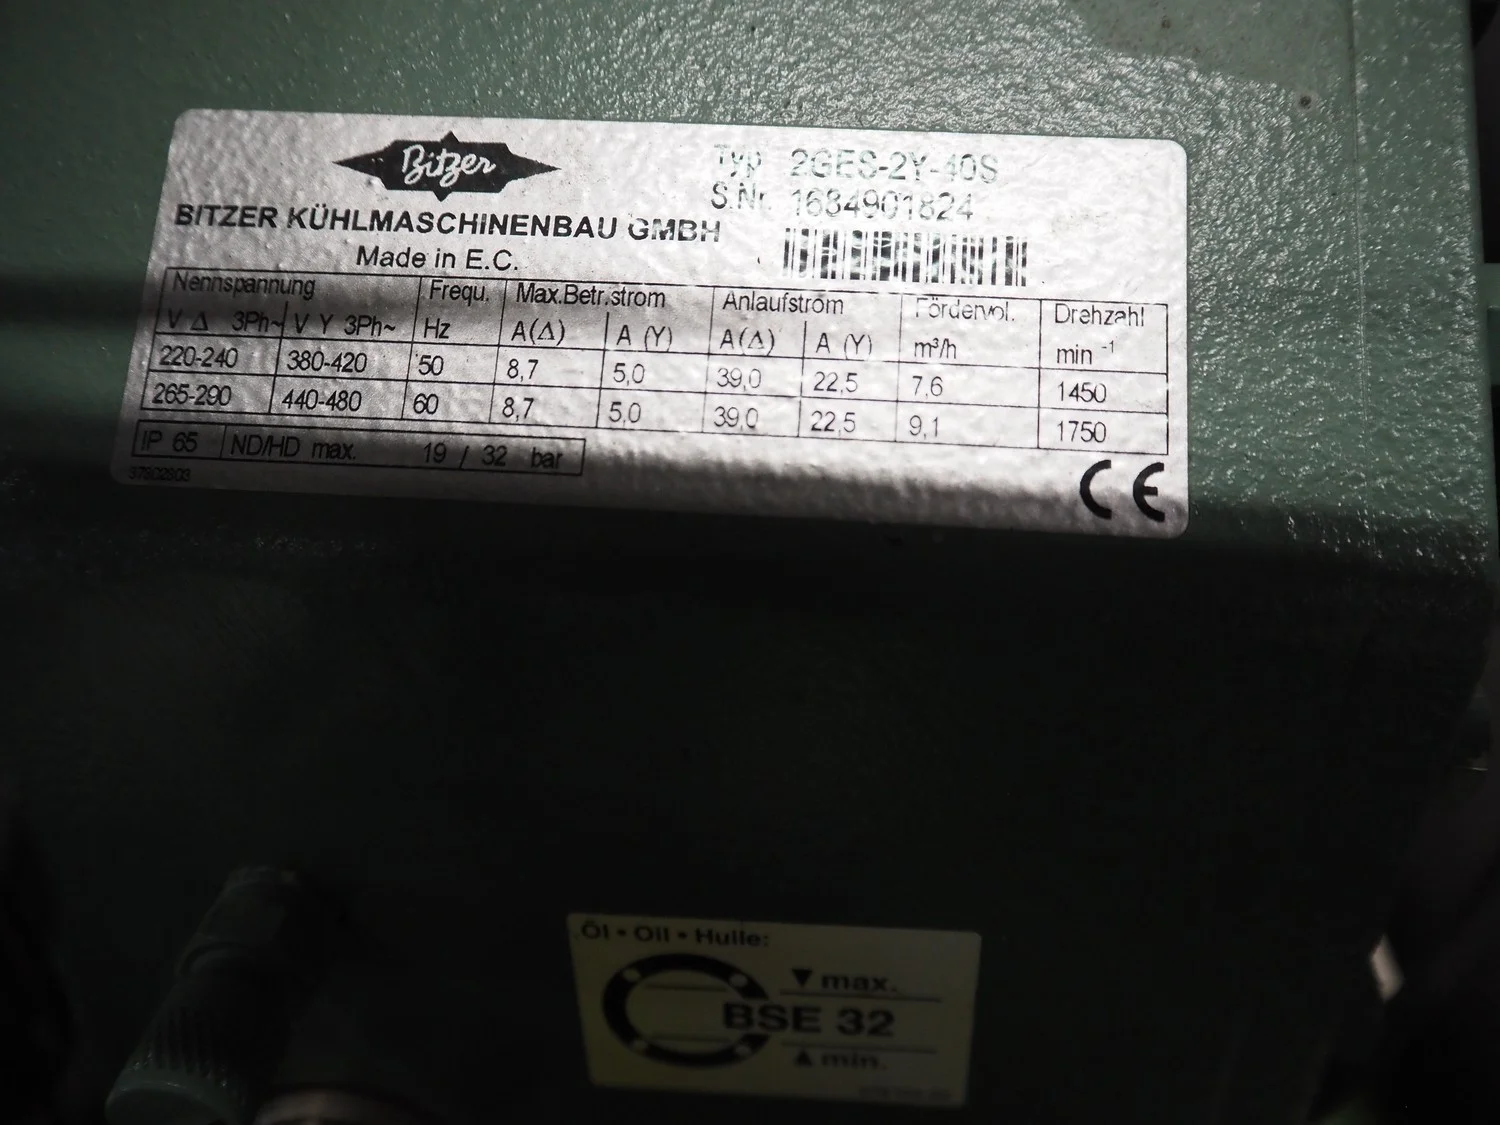 Bitzer
BITZER KÜHLMASCHINENBAU GMBH
Made in E.C.
Typ 2GES-2Y-40S
S.Nr. 1684901824
Nennspannung Frequ. Max.Betr.strom Anlaufstrom Fördervol. Drehzahl
V Δ 3Ph~ V Y 3Ph~ Hz A(Δ) A (Y) A(Δ) A (Y) m³/h min -1
220-240 380-420 50 8,7 5,0 39,0 22,5 7,6 1450
265-290 440-480 60 8,7 5,0 39,0 22,5 9,1 1750
IP 65 ND/HD max. 19 / 32 bar
CE
Öl • Oil • Huile:
▼ max.
BSE 32
▲ min.